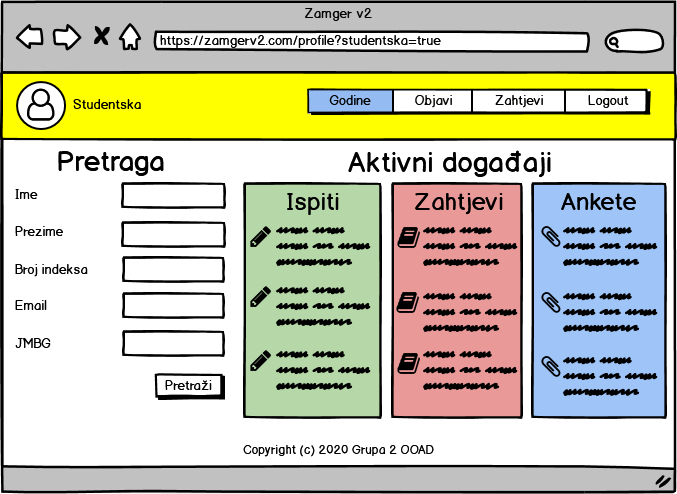 Zamger v2
https://zamgerv2.com/profile?studentska=true
Studentska
Godine
Objavi
Zahtjevi
Logout
Pretraga
Ime
Prezime
Broj indeksa
Email
JMBG
Pretraži
Aktivni događaji
Ispiti
Zahtjevi
Ankete
Copyright (c) 2020 Grupa 2 OOAD